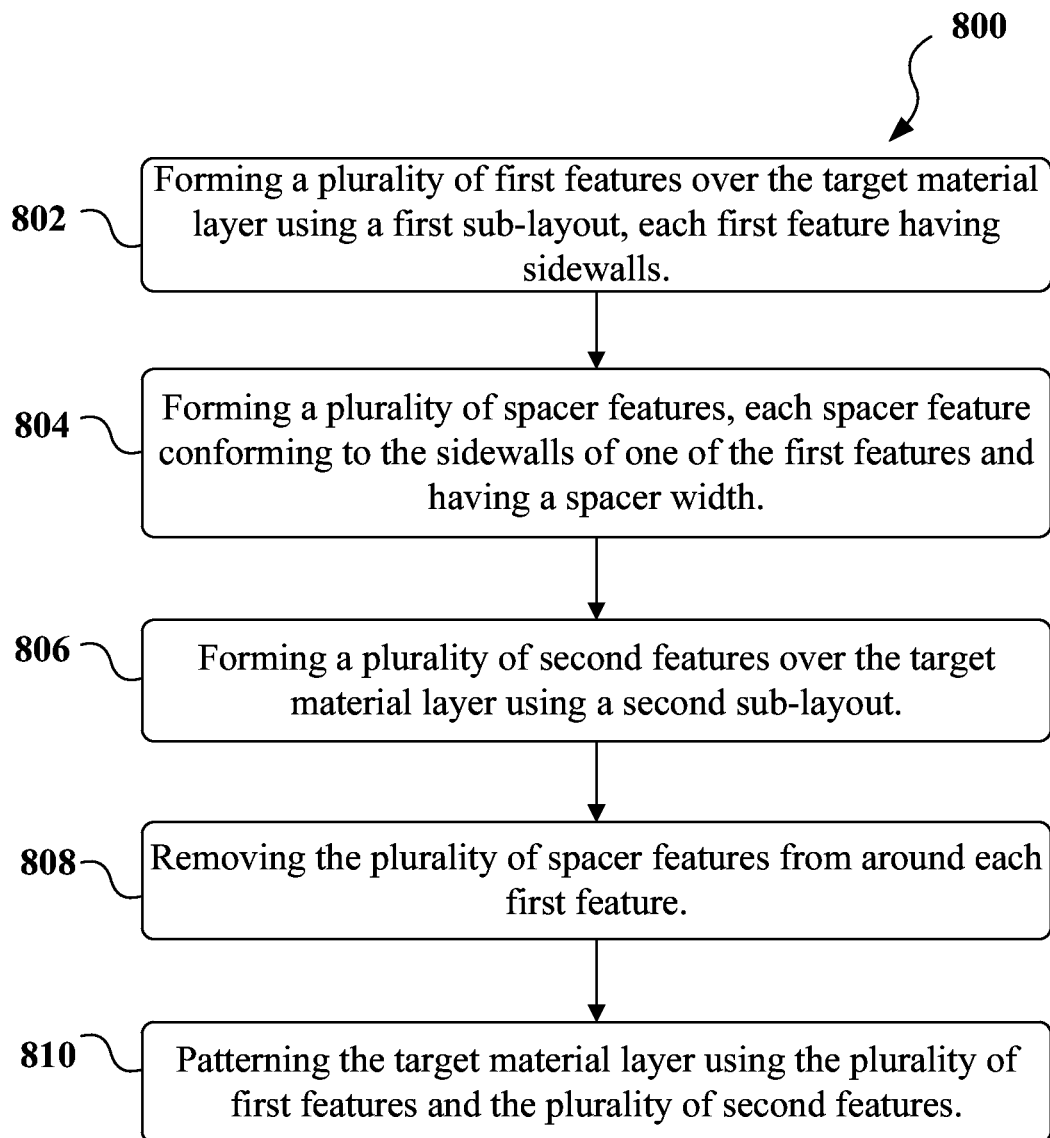 800
802
Forming a plurality of first features over the target material
layer using a first sub-layout, each first feature having
sidewalls.
804
Forming a plurality of spacer features, each spacer feature
conforming to the sidewalls of one of the first features and
having a spacer width.
806
Forming a plurality of second features over the target
material layer using a second sub-layout.
808
Removing the plurality of spacer features from around each
first feature.
810
Patterning the target material layer using the plurality of
first features and the plurality of second features.